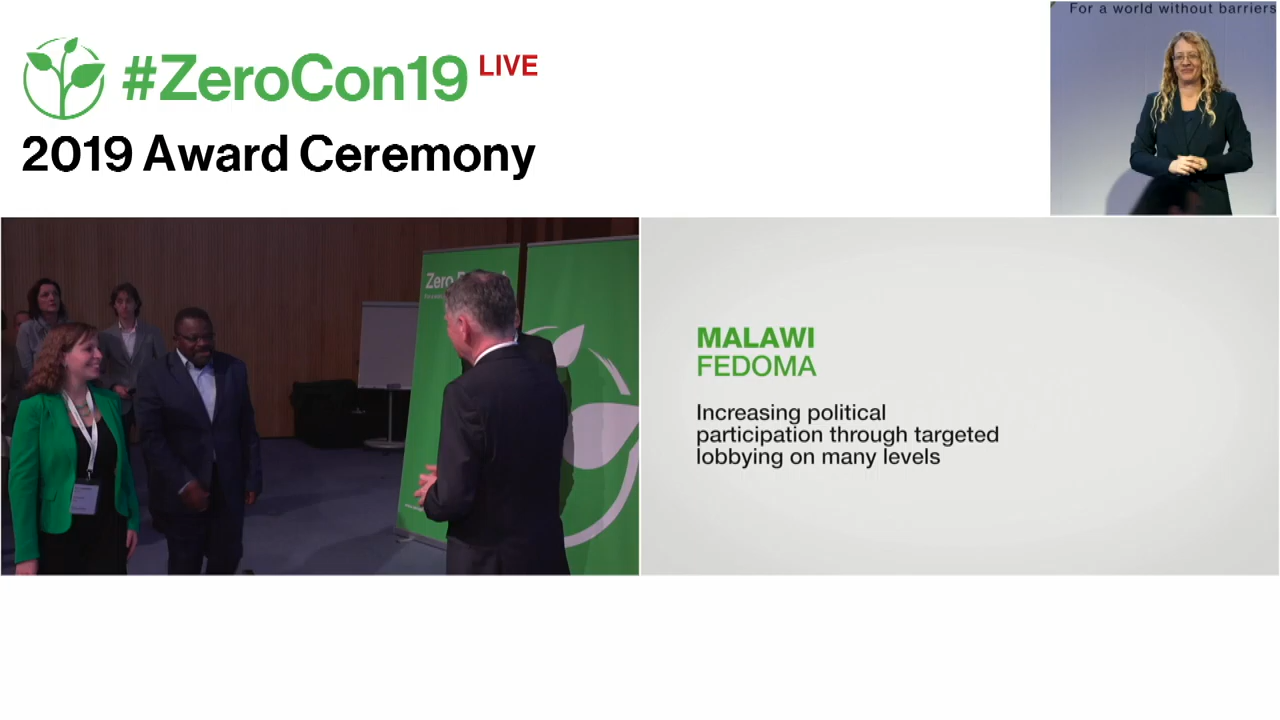 For a world without barriers
#ZeroCon19 LIVE
2019 Award Ceremony
Zero
MALAWI
FEDOMA
Increasing political
participation through targeted
lobbying on many levels